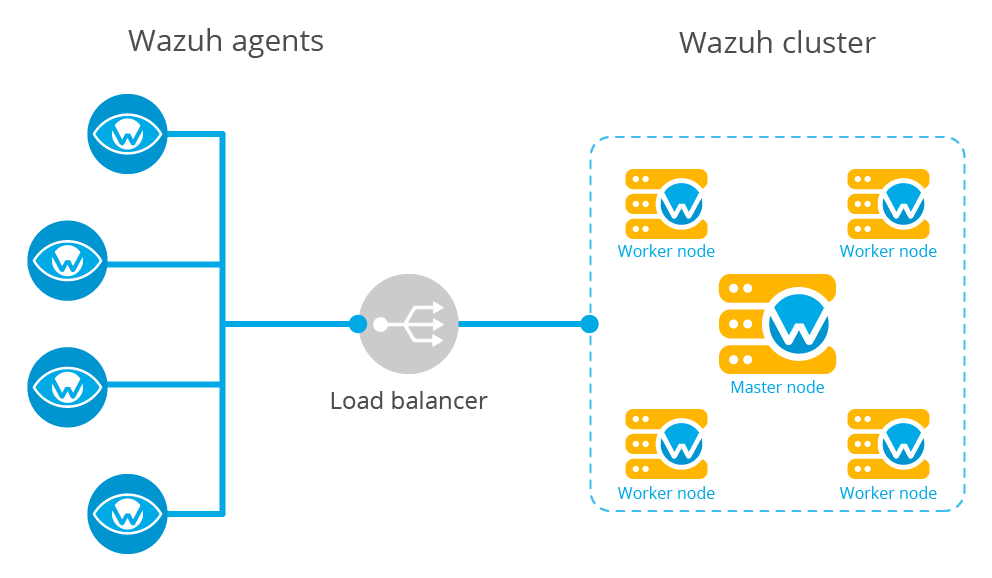 Wazuh agents
Wazuh cluster
W
W
W
W
Load balancer
W
Worker node
W
Worker node
W
Master node
W
Worker node
W
Worker node